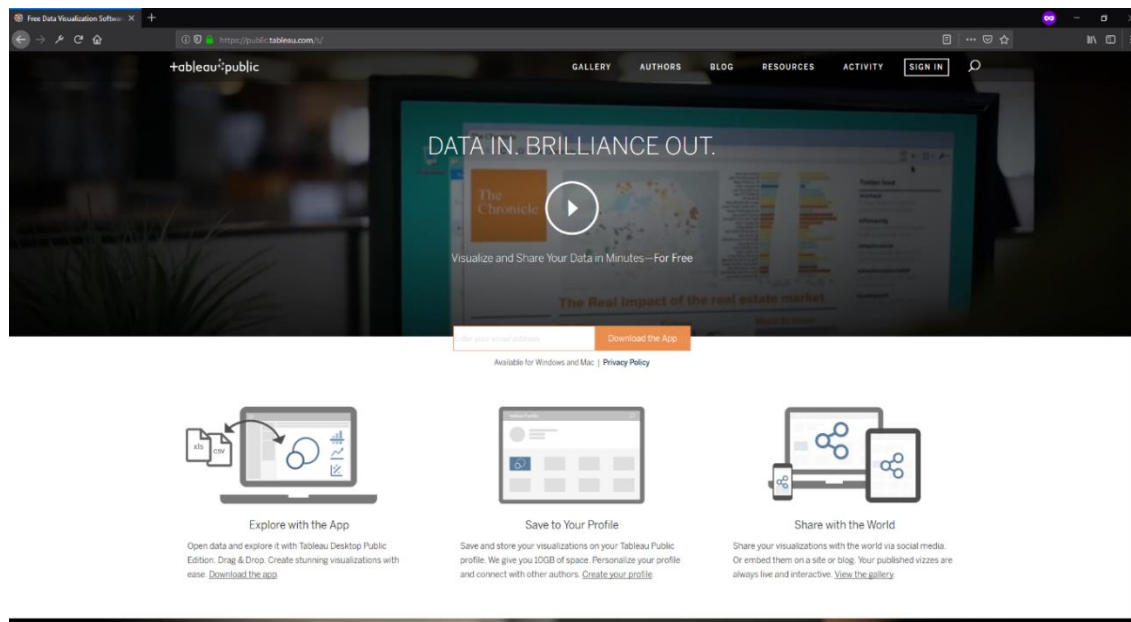 Free Data Visualization Softwar
https://public.tableau.com/s/
+ableau public
GALLERY AUTHORS BLOG RESOURCES ACTIVITY SIGN IN
DATA IN. BRILLIANCE OUT.
The
Chronicle
Visualize and Share Your Data in Minutes—For Free
The Real Impact of the real estate market
Enter your email address Download the App
Available for Windows and Mac | Privacy Policy
xls
csv
Explore with the App
Open data and explore it with Tableau Desktop Public
Edition. Drag & Drop. Create stunning visualizations with
ease. Download the app
Save to Your Profile
Save and store your visualizations on your Tableau Public
profile. We give you 10GB of space. Personalize your profile
and connect with other authors. Create your profile
Share with the World
Share your visualizations with the world via social media.
Or embed them on a site or blog. Your published vizzes are
always live and interactive. View the gallery